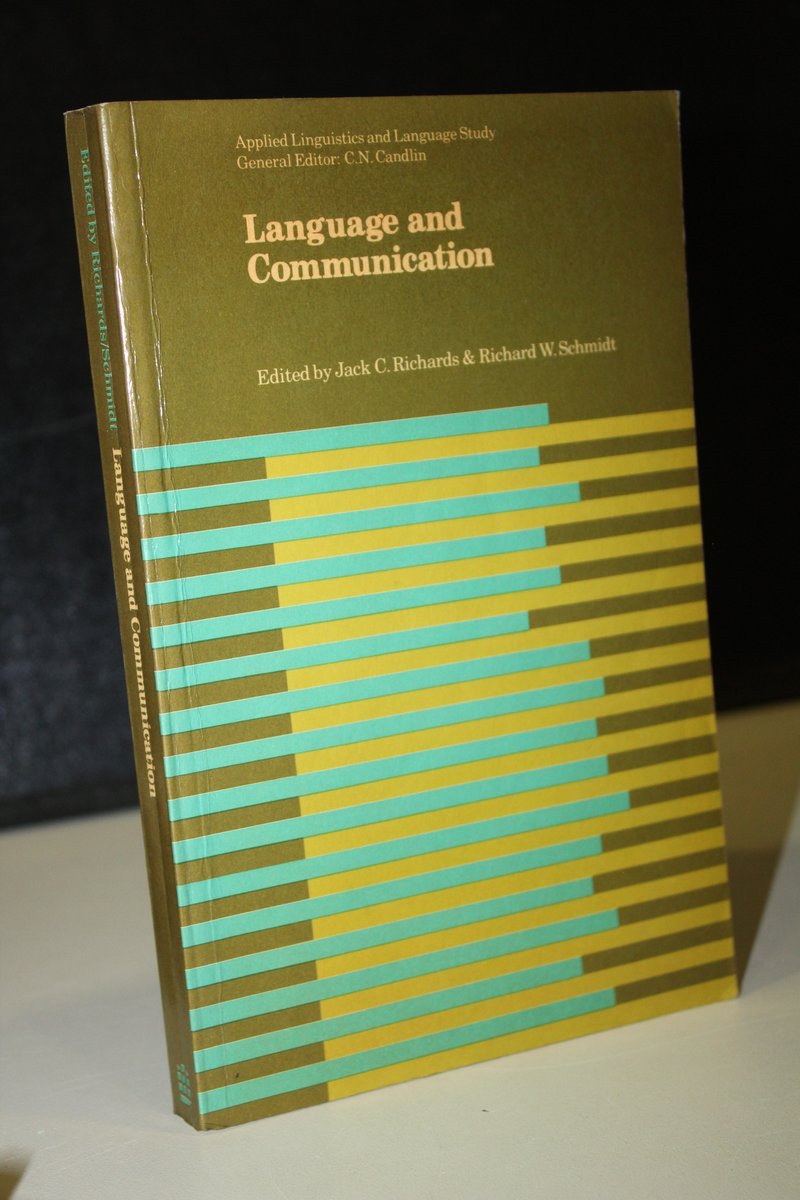 Applied Linguistics and Language Study
General Editor: C.N. Candlin
Language and
Communication
Edited by Jack C. Richards & Richard W. Schmidt
Edited by Richards/Schmidt
Language and Communication